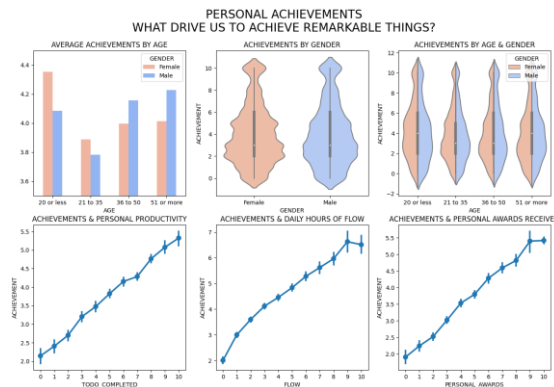 PERSONAL ACHIEVEMENTS
WHAT DRIVE US TO ACHIEVE REMARKABLE THINGS?
AVERAGE ACHIEVEMENTS BY AGE
GENDER
Female
Male
4.4
4.2
4.0
3.8
3.6
20 or less
21 to 35
36 to 50
51 or more
AGE
ACHIEVEMENTS BY GENDER
ACHIEVEMENT
10
8
6
4
2
0
Female
Male
GENDER
ACHIEVEMENTS BY AGE & GENDER
GENDER
Female
Male
ACHIEVEMENT
12
10
8
6
4
2
0
−2
20 or less
21 to 35
36 to 50
51 or more
ACHIEVEMENTS & PERSONAL PRODUCTIVITY
ACHIEVEMENT
5.5
5.0
4.5
4.0
3.5
3.0
2.5
2.0
0 1 2 3 4 5 6 7 8 9 10
TODO COMPLETED
ACHIEVEMENTS & DAILY HOURS OF FLOW
ACHIEVEMENT
7
6
5
4
3
2
0 1 2 3 4 5 6 7 8 9 10
FLOW
ACHIEVEMENTS & PERSONAL AWARDS RECEIVE
ACHIEVEMENT
5.5
5.0
4.5
4.0
3.5
3.0
2.5
2.0
0 1 2 3 4 5 6 7 8 9 10
PERSONAL AWARDS